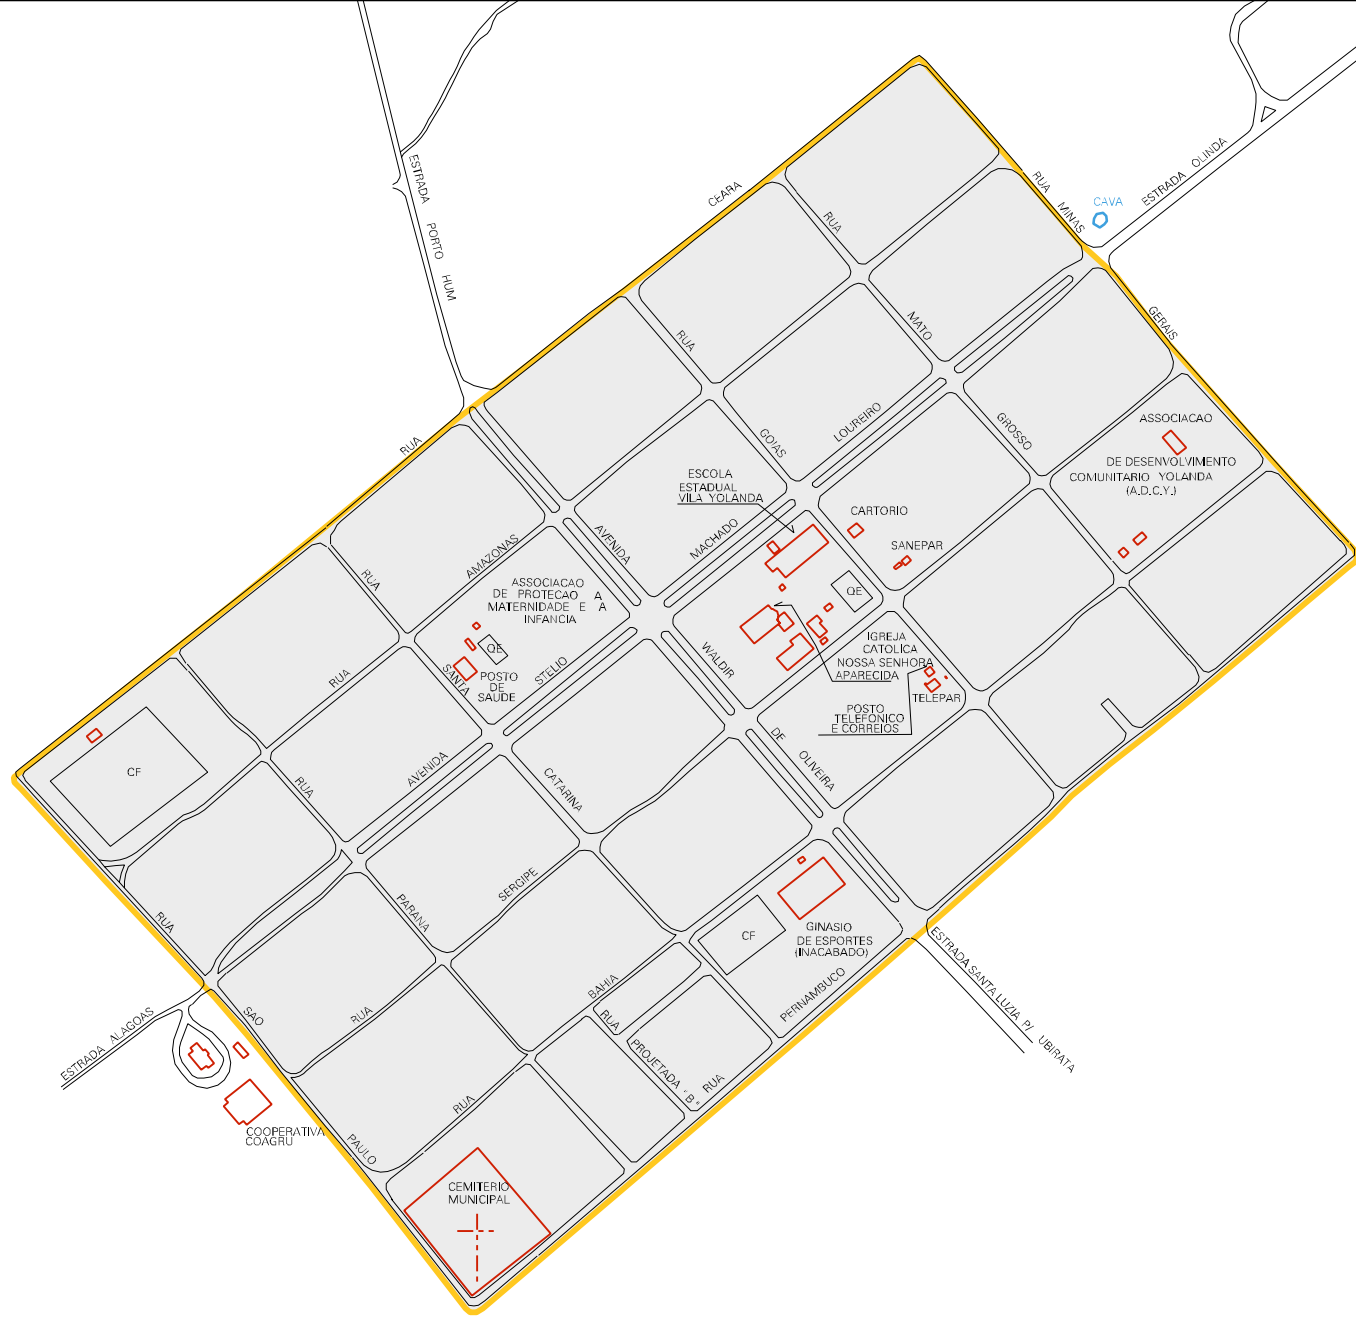 ESTRADA PORTO HUM
CEARA
RUA
RUA MINAS
CAVA
ESTRADA OLINDA
GERAIS
RUA
MATO
GROSSO
RUA
GOIAS
LOUREIRO
RUA
ASSOCIACAO
DE DESENVOLVIMENTO
COMUNITARIO YOLANDA
(A.D.C.Y.)
ESCOLA
ESTADUAL
VILA YOLANDA
CARTORIO
SANEPAR
MACHADO
AVENIDA
AMAZONAS
RUA
ASSOCIACAO
DE PROTECAO A
MATERNIDADE E A
INFANCIA
QE
QE
POSTO
DE
SAUDE
SANTA
STELIO
WALDIR
IGREJA
CATOLICA
NOSSA SENHORA
APARECIDA
TELEPAR
POSTO
TELEFONICO
E CORREIOS
DE OLIVEIRA
RUA
CF
RUA
AVENIDA
CATARINA
SERGIPE
PARANA
RUA
GINASIO
DE ESPORTES
(INACABADO)
CF
PERNAMBUCO
BAHIA
ESTRADA SANTA LUZIA P/ UBIRATA
ESTRADA ALAGOAS
SAO
RUA
RUA
PROJETADA "B"
RUA
RUA
COOPERATIVA
COAGRU
PAULO
CEMITERIO
MUNICIPAL